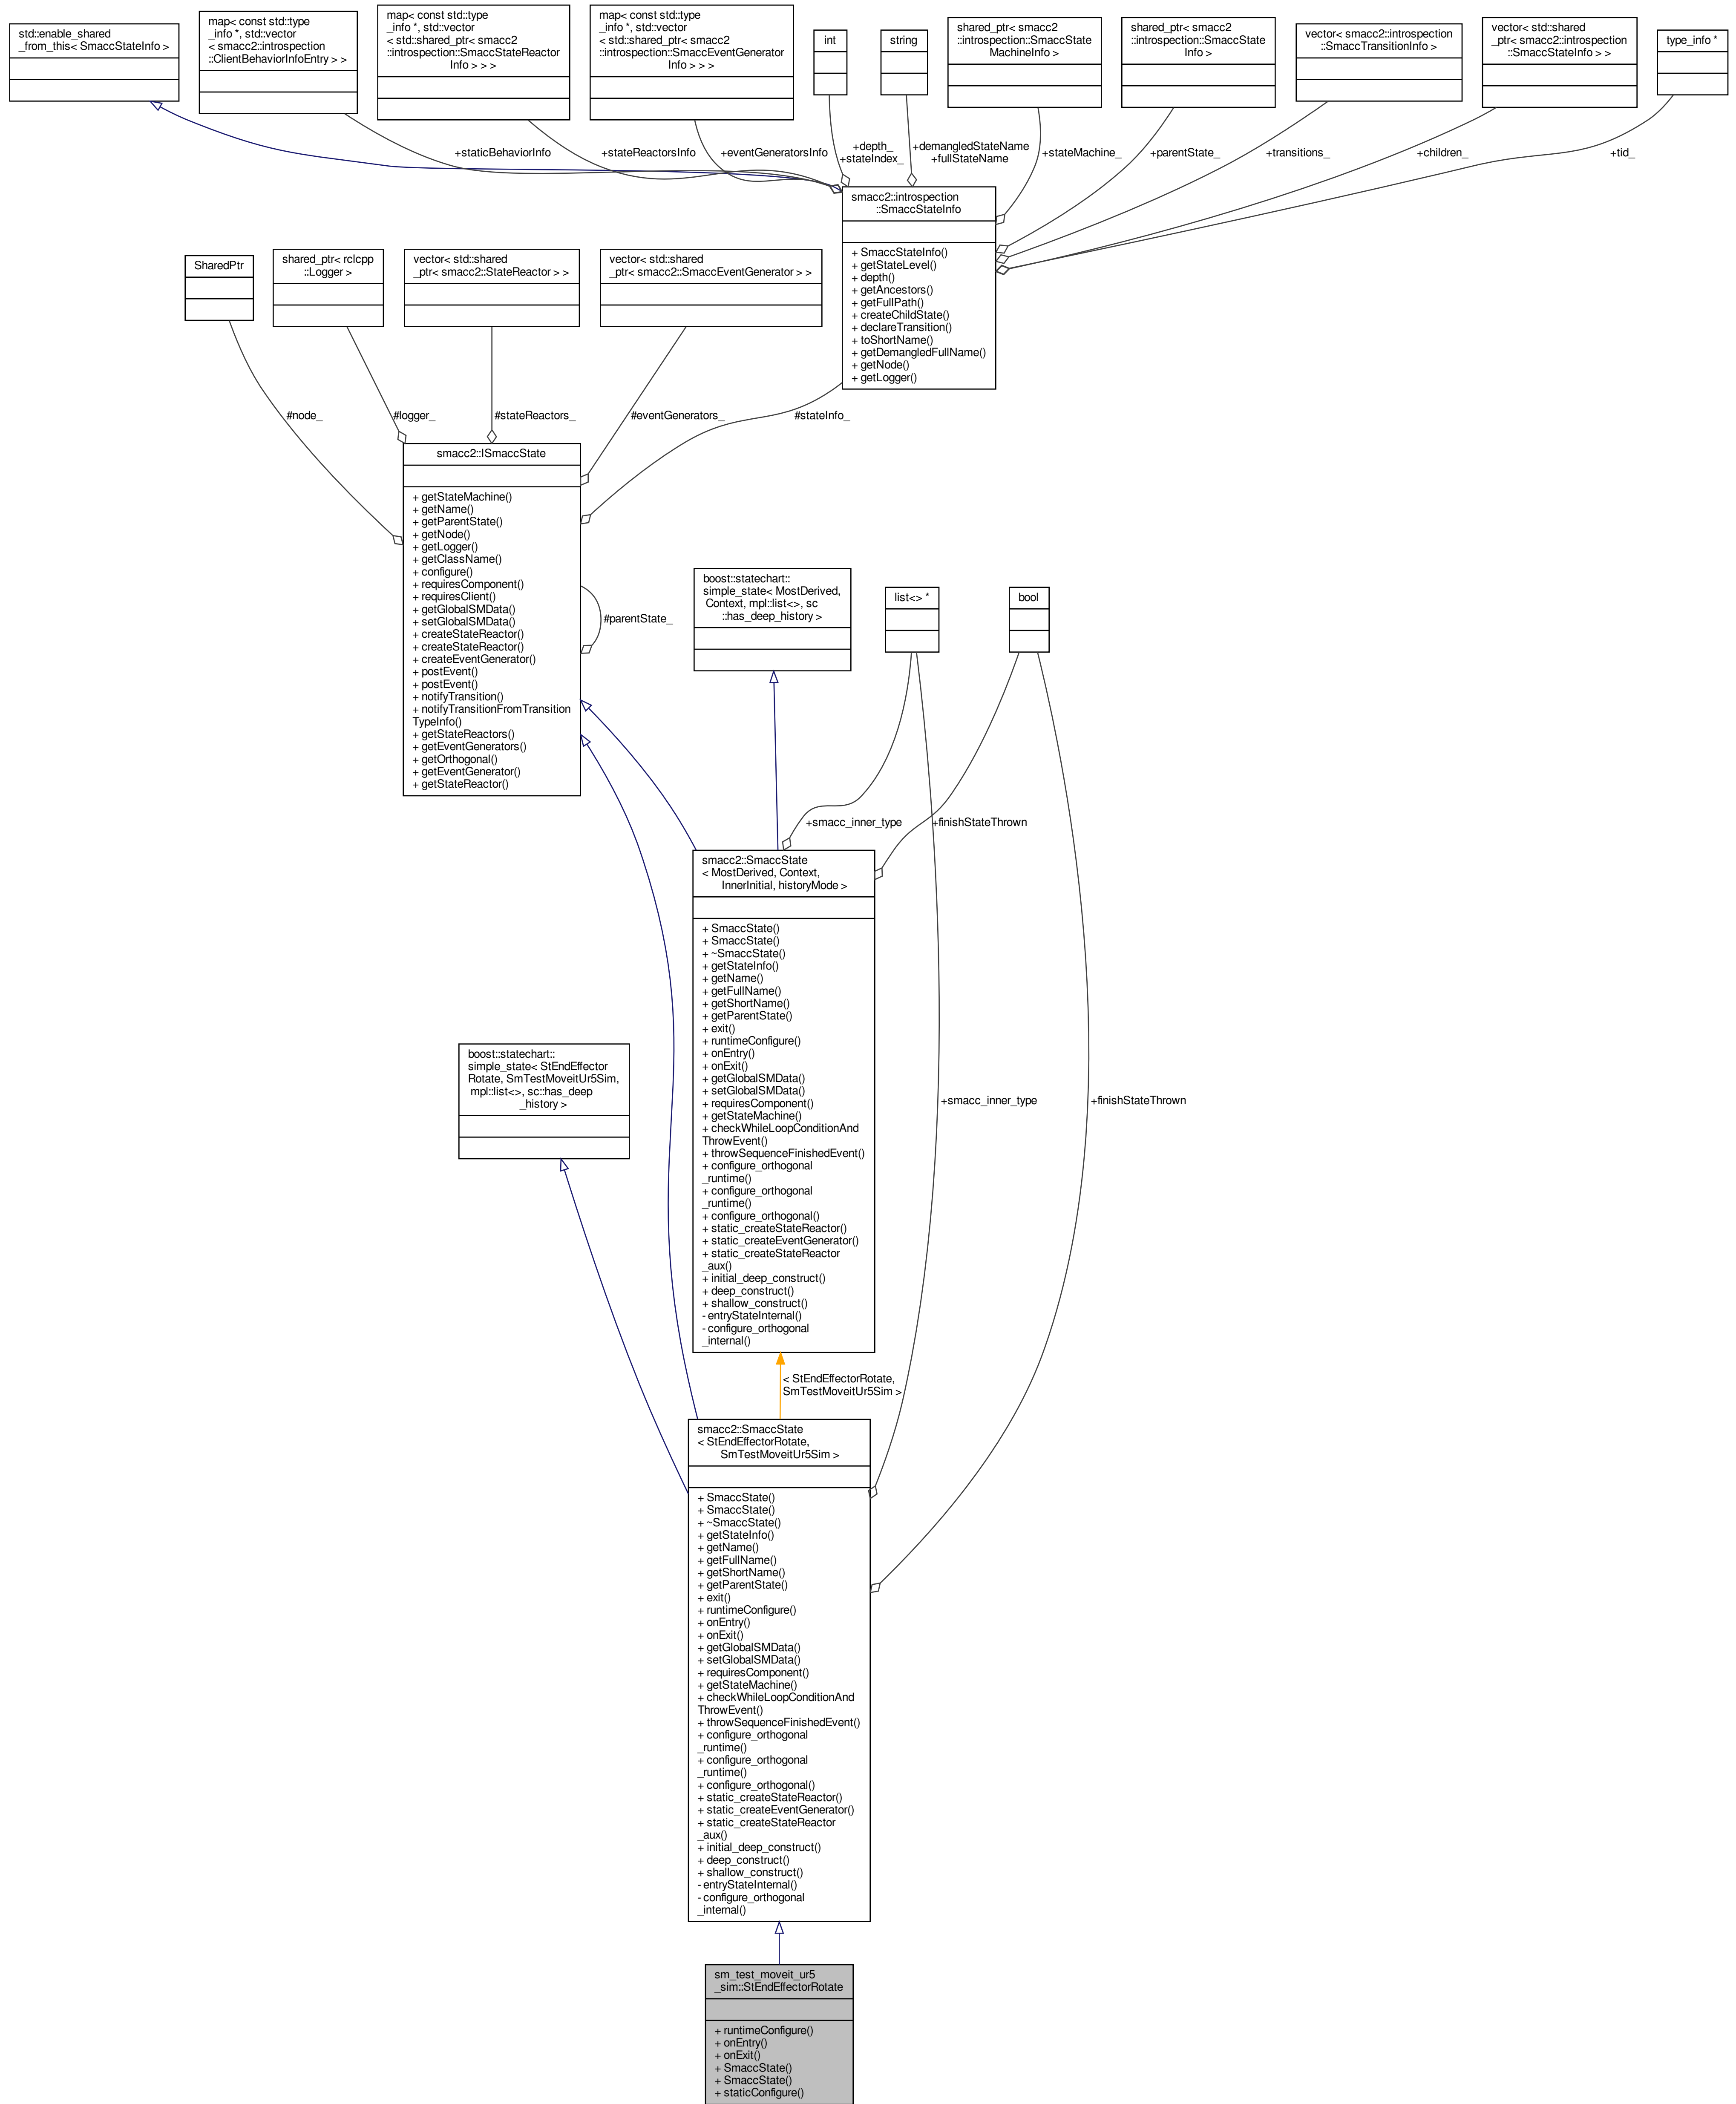 std::enable_shared
_from_this< SmaccStateInfo >
map< const std::type
_info *, std::vector
< smacc2::introspection
::ClientBehaviorInfoEntry > >
map< const std::type
_info *, std::vector
< std::shared_ptr< smacc2
::introspection::SmaccStateReactor
Info > > >
map< const std::type
_info *, std::vector
< std::shared_ptr< smacc2
::introspection::SmaccEventGenerator
Info > > >
int
string
shared_ptr< smacc2
::introspection::SmaccState
MachineInfo >
shared_ptr< smacc2
::introspection::SmaccState
Info >
vector< smacc2::introspection
::SmaccTransitionInfo >
vector< std::shared
_ptr< smacc2::introspection
::SmaccStateInfo > >
type_info *
+staticBehaviorInfo
+stateReactorsInfo
+eventGeneratorsInfo
+depth_
+stateIndex_
+demangledStateName
+fullStateName
+stateMachine_
+parentState_
+transitions_
+children_
+tid_
smacc2::introspection
::SmaccStateInfo
+ SmaccStateInfo()
+ getStateLevel()
+ depth()
+ getAncestors()
+ getFullPath()
+ createChildState()
+ declareTransition()
+ toShortName()
+ getDemangledFullName()
+ getNode()
+ getLogger()
SharedPtr
shared_ptr< rclcpp
::Logger >
vector< std::shared
_ptr< smacc2::StateReactor > >
vector< std::shared
_ptr< smacc2::SmaccEventGenerator > >
#node_
#logger_
#stateReactors_
#eventGenerators_
#stateInfo_
smacc2::ISmaccState
+ getStateMachine()
+ getName()
+ getParentState()
+ getNode()
+ getLogger()
+ getClassName()
+ configure()
+ requiresComponent()
+ requiresClient()
+ getGlobalSMData()
+ setGlobalSMData()
+ createStateReactor()
+ createStateReactor()
+ createEventGenerator()
+ postEvent()
+ postEvent()
+ notifyTransition()
+ notifyTransitionFromTransition
TypeInfo()
+ getStateReactors()
+ getEventGenerators()
+ getOrthogonal()
+ getEventGenerator()
+ getStateReactor()
#parentState_
boost::statechart::
simple_state< MostDerived,
Context, mpl::list<>, sc
::has_deep_history >
list<> *
bool
+smacc_inner_type
+finishStateThrown
smacc2::SmaccState
< MostDerived, Context,
InnerInitial, historyMode >
+ SmaccState()
+ SmaccState()
+ ~SmaccState()
+ getStateInfo()
+ getName()
+ getFullName()
+ getShortName()
+ getParentState()
+ exit()
+ runtimeConfigure()
+ onEntry()
+ onExit()
+ getGlobalSMData()
+ setGlobalSMData()
+ requiresComponent()
+ getStateMachine()
+ checkWhileLoopConditionAnd
ThrowEvent()
+ throwSequenceFinishedEvent()
+ configure_orthogonal
_runtime()
+ configure_orthogonal
_runtime()
+ configure_orthogonal()
+ static_createStateReactor()
+ static_createEventGenerator()
+ static_createStateReactor
_aux()
+ initial_deep_construct()
+ deep_construct()
+ shallow_construct()
- entryStateInternal()
- configure_orthogonal
_internal()
boost::statechart::
simple_state< StEndEffector
Rotate, SmTestMoveitUr5Sim,
mpl::list<>, sc::has_deep
_history >
+smacc_inner_type
+finishStateThrown
< StEndEffectorRotate,
SmTestMoveitUr5Sim >
smacc2::SmaccState
< StEndEffectorRotate,
SmTestMoveitUr5Sim >
+ SmaccState()
+ SmaccState()
+ ~SmaccState()
+ getStateInfo()
+ getName()
+ getFullName()
+ getShortName()
+ getParentState()
+ exit()
+ runtimeConfigure()
+ onEntry()
+ onExit()
+ getGlobalSMData()
+ setGlobalSMData()
+ requiresComponent()
+ getStateMachine()
+ checkWhileLoopConditionAnd
ThrowEvent()
+ throwSequenceFinishedEvent()
+ configure_orthogonal
_runtime()
+ configure_orthogonal
_runtime()
+ configure_orthogonal()
+ static_createStateReactor()
+ static_createEventGenerator()
+ static_createStateReactor
_aux()
+ initial_deep_construct()
+ deep_construct()
+ shallow_construct()
- entryStateInternal()
- configure_orthogonal
_internal()
sm_test_moveit_ur5
_sim::StEndEffectorRotate
+ runtimeConfigure()
+ onEntry()
+ onExit()
+ SmaccState()
+ SmaccState()
+ staticConfigure()